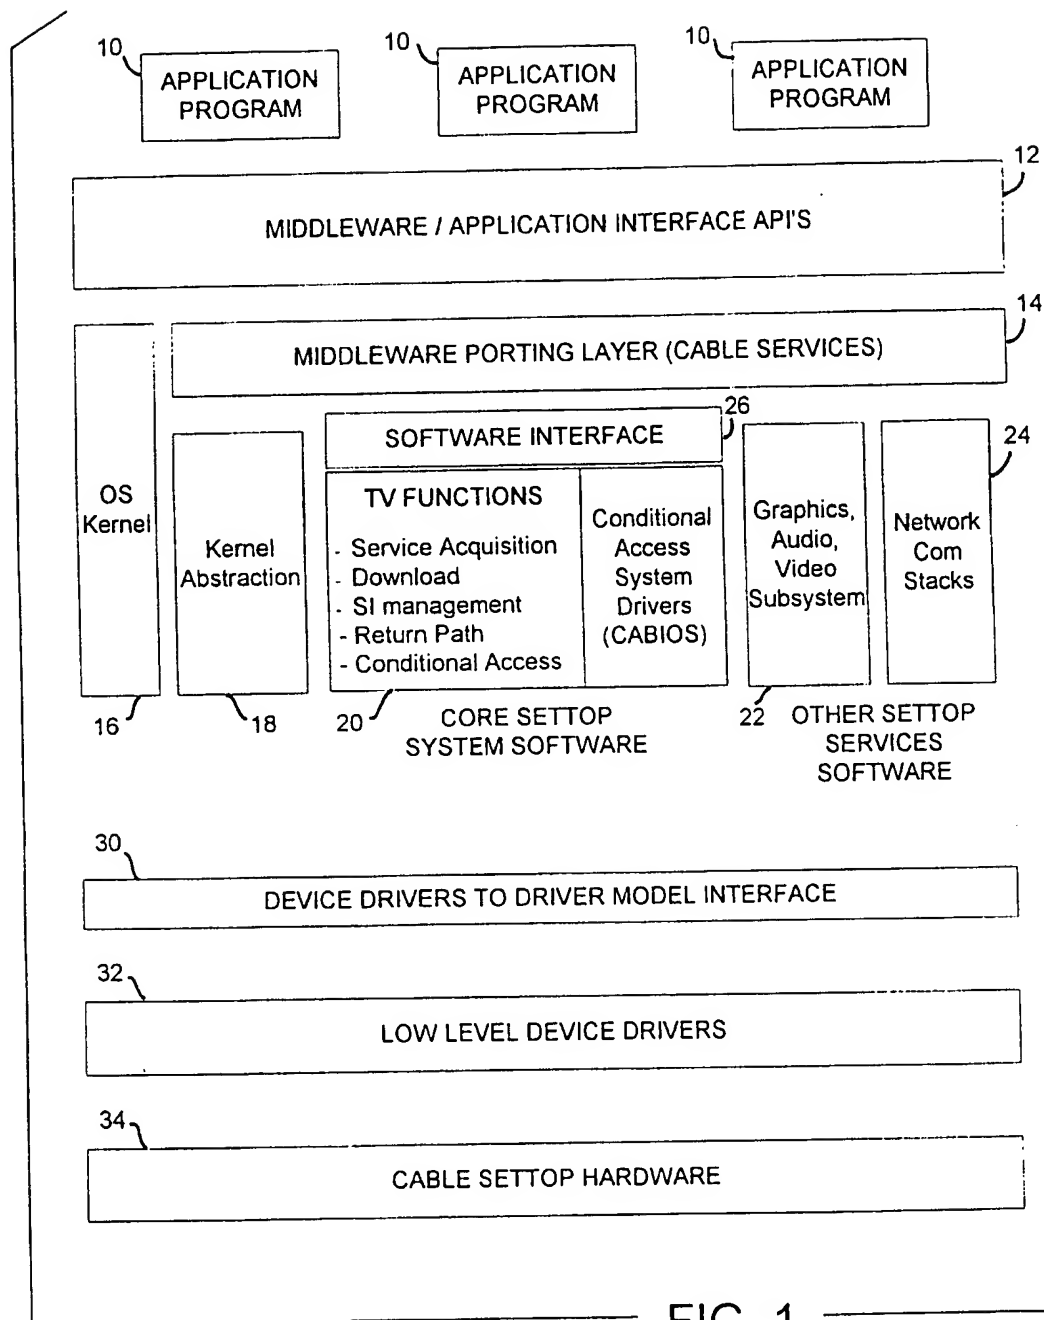 10
10
10
APPLICATION
PROGRAM
APPLICATION
PROGRAM
APPLICATION
PROGRAM
12
MIDDLEWARE / APPLICATION INTERFACE API'S
14
MIDDLEWARE PORTING LAYER (CABLE SERVICES)
OS
Kernel
Kernel
Abstraction
26
SOFTWARE INTERFACE
TV FUNCTIONS
- Service Acquisition
- Download
- SI management
- Return Path
- Conditional Access
Conditional
Access
System
Drivers
(CABIOS)
Graphics,
Audio,
Video
Subsystem
24
Network
Com
Stacks
16
18
20
CORE SETTOP
SYSTEM SOFTWARE
22
OTHER SETTOP
SERVICES
SOFTWARE
30
DEVICE DRIVERS TO DRIVER MODEL INTERFACE
32
LOW LEVEL DEVICE DRIVERS
34
CABLE SETTOP HARDWARE
FIG. 1